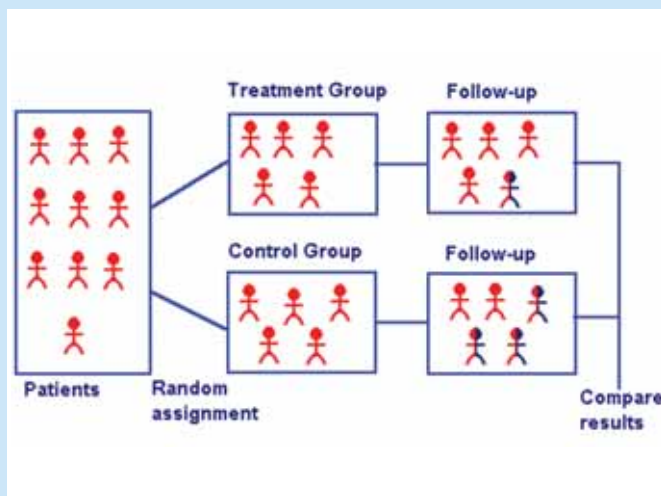 Treatment Group
Follow-up
Control Group
Follow-up
Patients
Random
assignment
Compare
results